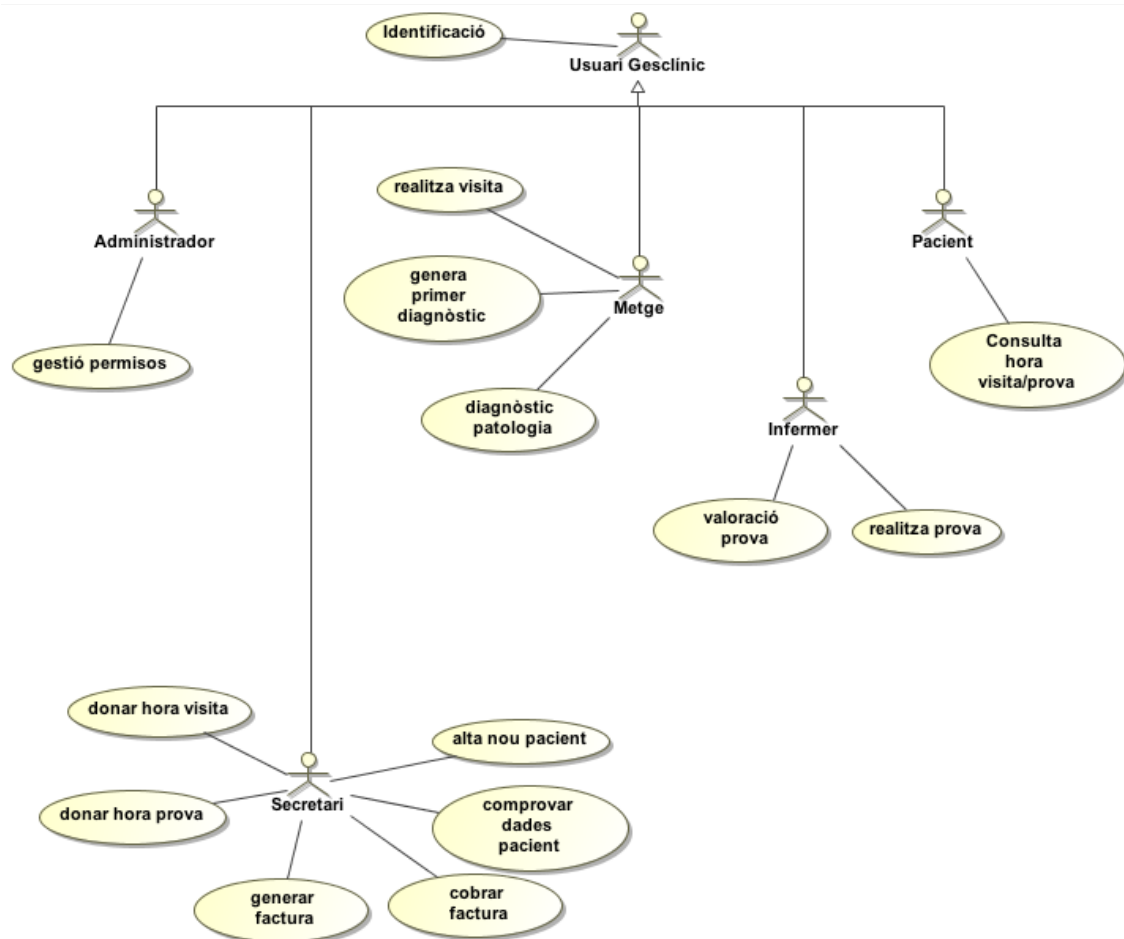 Identificació
Usuari Gesclínic
realitza visita
Administrador
Pacient
genera
primer
diagnòstic
Metge
gestió permisos
Consulta
hora
visita/prova
diagnòstic
patologia
Infermer
valoració
prova
realitza prova
donar hora visita
alta nou pacient
Secretari
donar hora prova
comprovar
dades
pacient
generar
factura
cobrar
factura